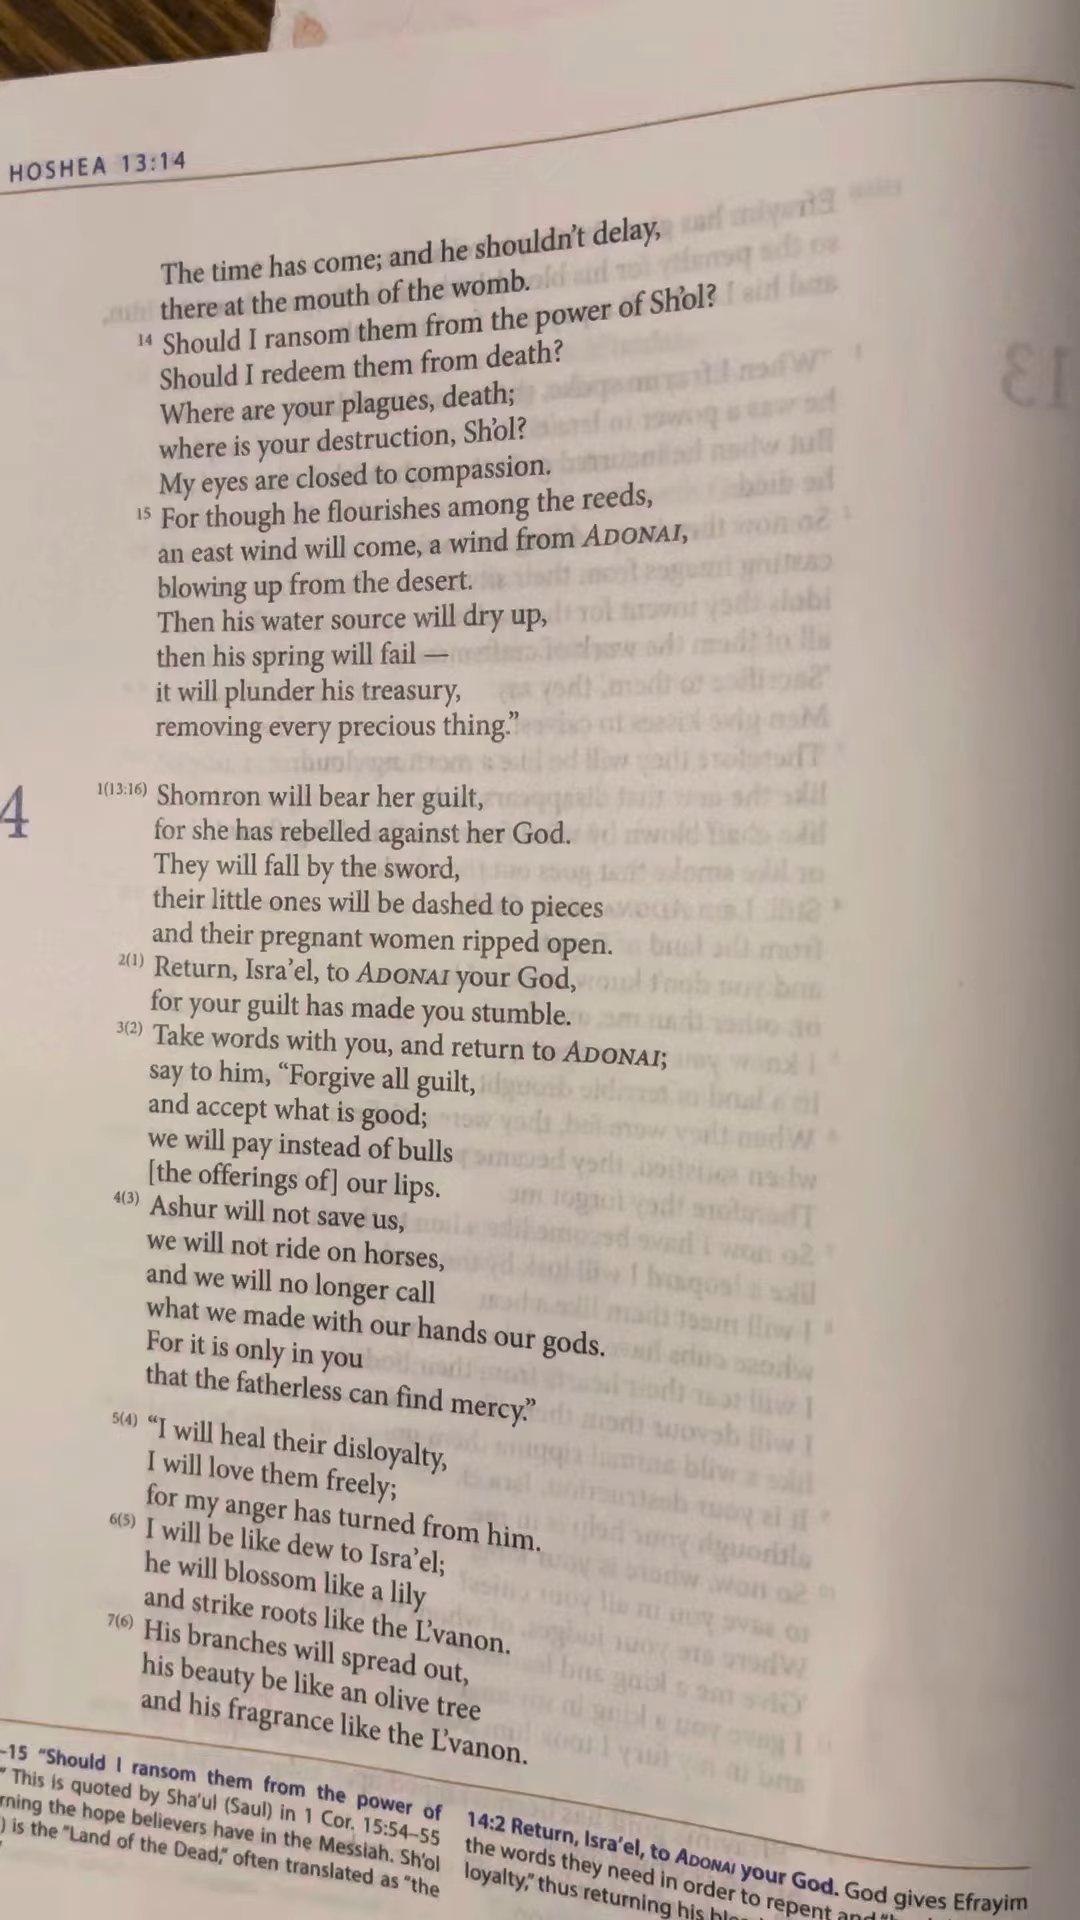 HOSHEA 13:14
The time has come; and he shouldn't delay,
there at the mouth of the womb.
14 Should I ransom them from the power of Sh'ol?
Should I redeem them from death?
Where are your plagues, death;
where is your destruction, Sh'ol?
My eyes are closed to compassion.
15 For though he flourishes among the reeds,
an east wind will come, a wind from ADONAI,
blowing up from the desert.
Then his water source will dry up,
then his spring will fail —
it will plunder his treasury,
removing every precious thing."
4 1(13:16) Shomron will bear her guilt,
for she has rebelled against her God.
They will fall by the sword,
their little ones will be dashed to pieces
and their pregnant women ripped open.
2(1) Return, Isra'el, to ADONAI your God,
for your guilt has made you stumble.
3(2) Take words with you, and return to ADONAI;
say to him, "Forgive all guilt,
and accept what is good;
we will pay instead of bulls
[the offerings of] our lips.
4(3) Ashur will not save us,
we will not ride on horses,
and we will no longer call
what we made with our hands our gods.
For it is only in you
that the fatherless can find mercy."
5(4) "I will heal their disloyalty,
I will love them freely;
for my anger has turned from him.
6(5) I will be like dew to Isra'el;
he will blossom like a lily
and strike roots like the L'vanon.
7(6) His branches will spread out,
his beauty be like an olive tree
and his fragrance like the L'vanon.
–15 "Should I ransom them from the power of
" This is quoted by Sha'ul (Saul) in 1 Cor. 15:54–55
the hope believers have in the Messiah. Sh'ol
) is the "Land of the Dead," often translated as "the
14:2 Return, Isra'el, to ADONAI your God. God gives Efrayim
the words they need in order to repent and
loyalty," thus returning his